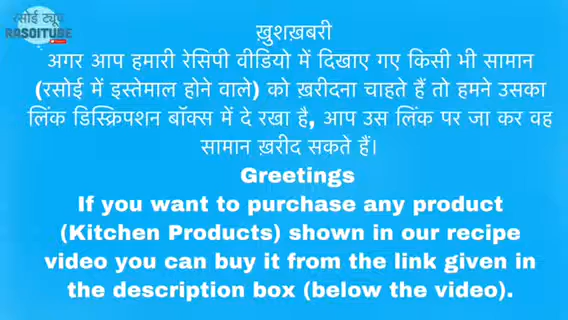 रसोई ट्यूब
RASOITUBE
ख़ुशख़बरी
अगर आप हमारी रेसिपी वीडियो में दिखाए गए किसी भी सामान
(रसोई में इस्तेमाल होने वाले) को ख़रीदना चाहते हैं तो हमने उसका
लिंक डिस्क्रिपशन बॉक्स में दे रखा है, आप उस लिंक पर जा कर वह
सामान ख़रीद सकते हैं।
Greetings
If you want to purchase any product
(Kitchen Products) shown in our recipe
video you can buy it from the link given in
the description box (below the video).